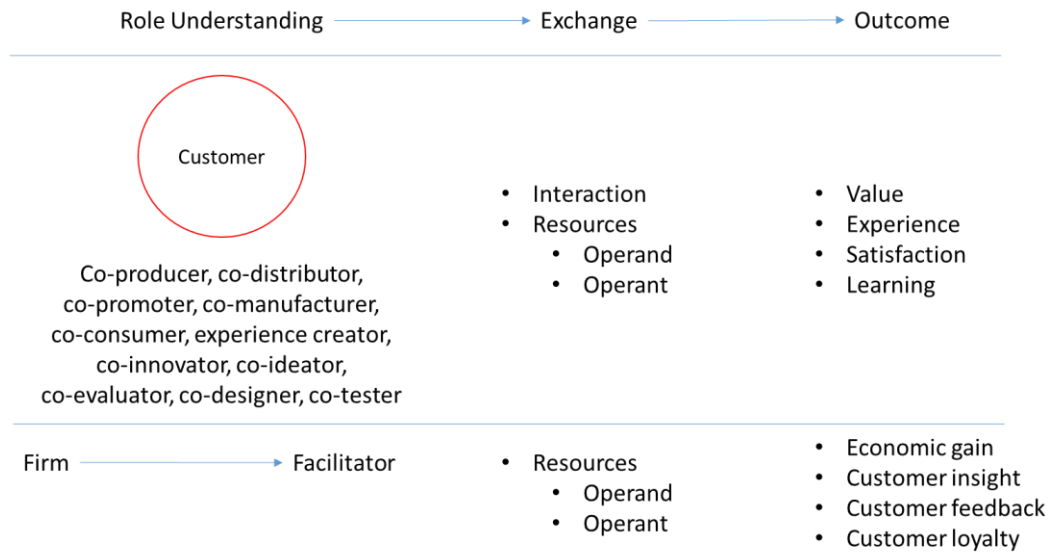 Role Understanding Exchange Outcome
Customer
Co-producer, co-distributor,
co-promoter, co-manufacturer,
co-consumer, experience creator,
co-innovator, co-ideator,
co-evaluator, co-designer, co-tester
• Interaction
• Resources
• Operand
• Operant
• Value
• Experience
• Satisfaction
• Learning
Firm Facilitator
• Resources
• Operand
• Operant
• Economic gain
• Customer insight
• Customer feedback
• Customer loyalty